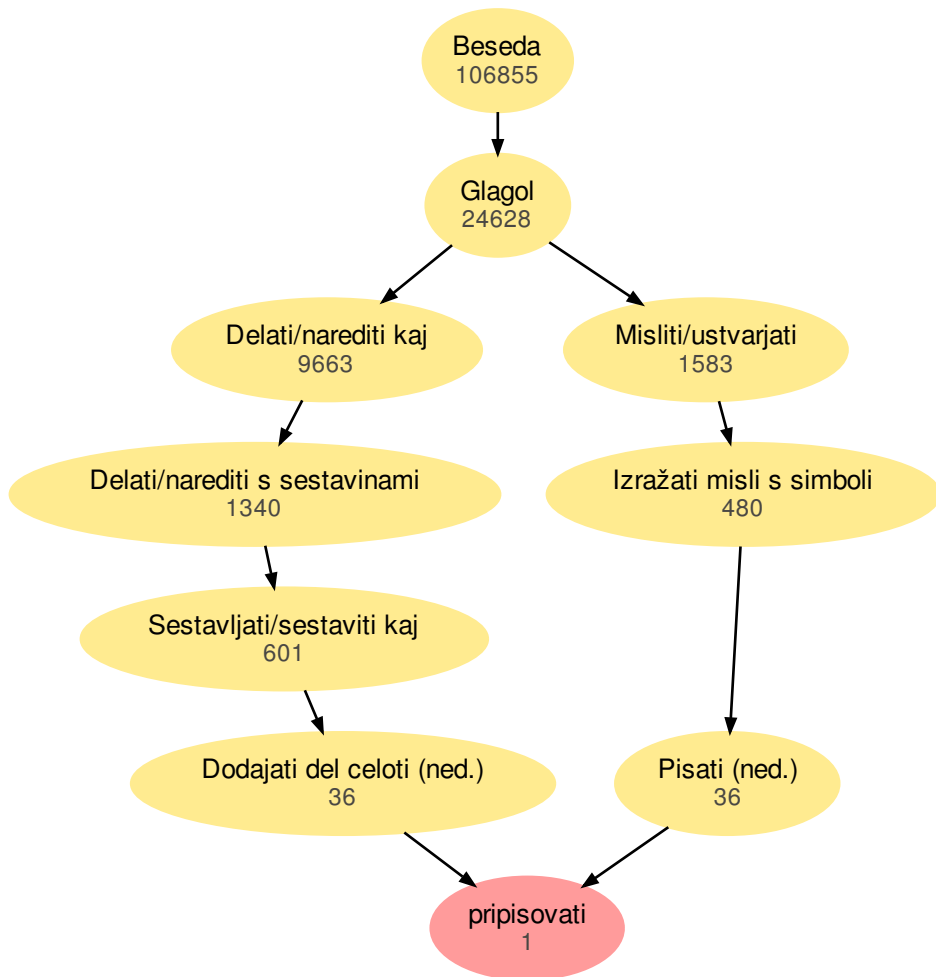 Beseda
106855
Glagol
24628
Delati/narediti kaj
9663
Misliti/ustvarjati
1583
Delati/narediti s sestavinami
1340
Izražati misli s simboli
480
Sestavljati/sestaviti kaj
601
Dodajati del celoti (ned.)
36
Pisati (ned.)
36
pripisovati
1